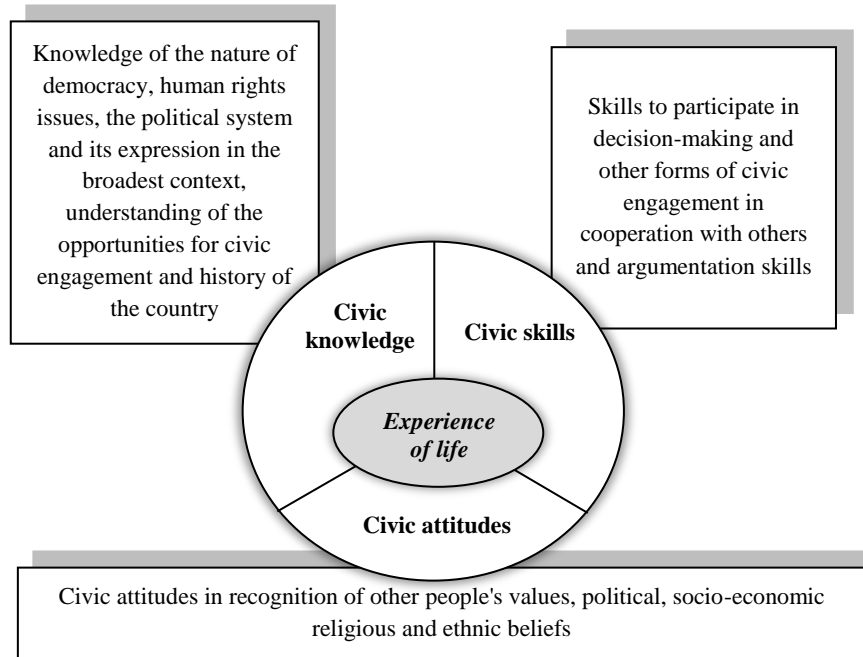 Knowledge of the nature of
democracy, human rights
issues, the political system
and its expression in the
broadest context,
understanding of the
opportunities for civic
engagement and history of
the country
Skills to participate in
decision-making and
other forms of civic
engagement in
cooperation with others
and argumentation skills
Civic
knowledge
Civic skills
Experience
of life
Civic attitudes
Civic attitudes in recognition of other people's values, political, socio-economic
religious and ethnic beliefs